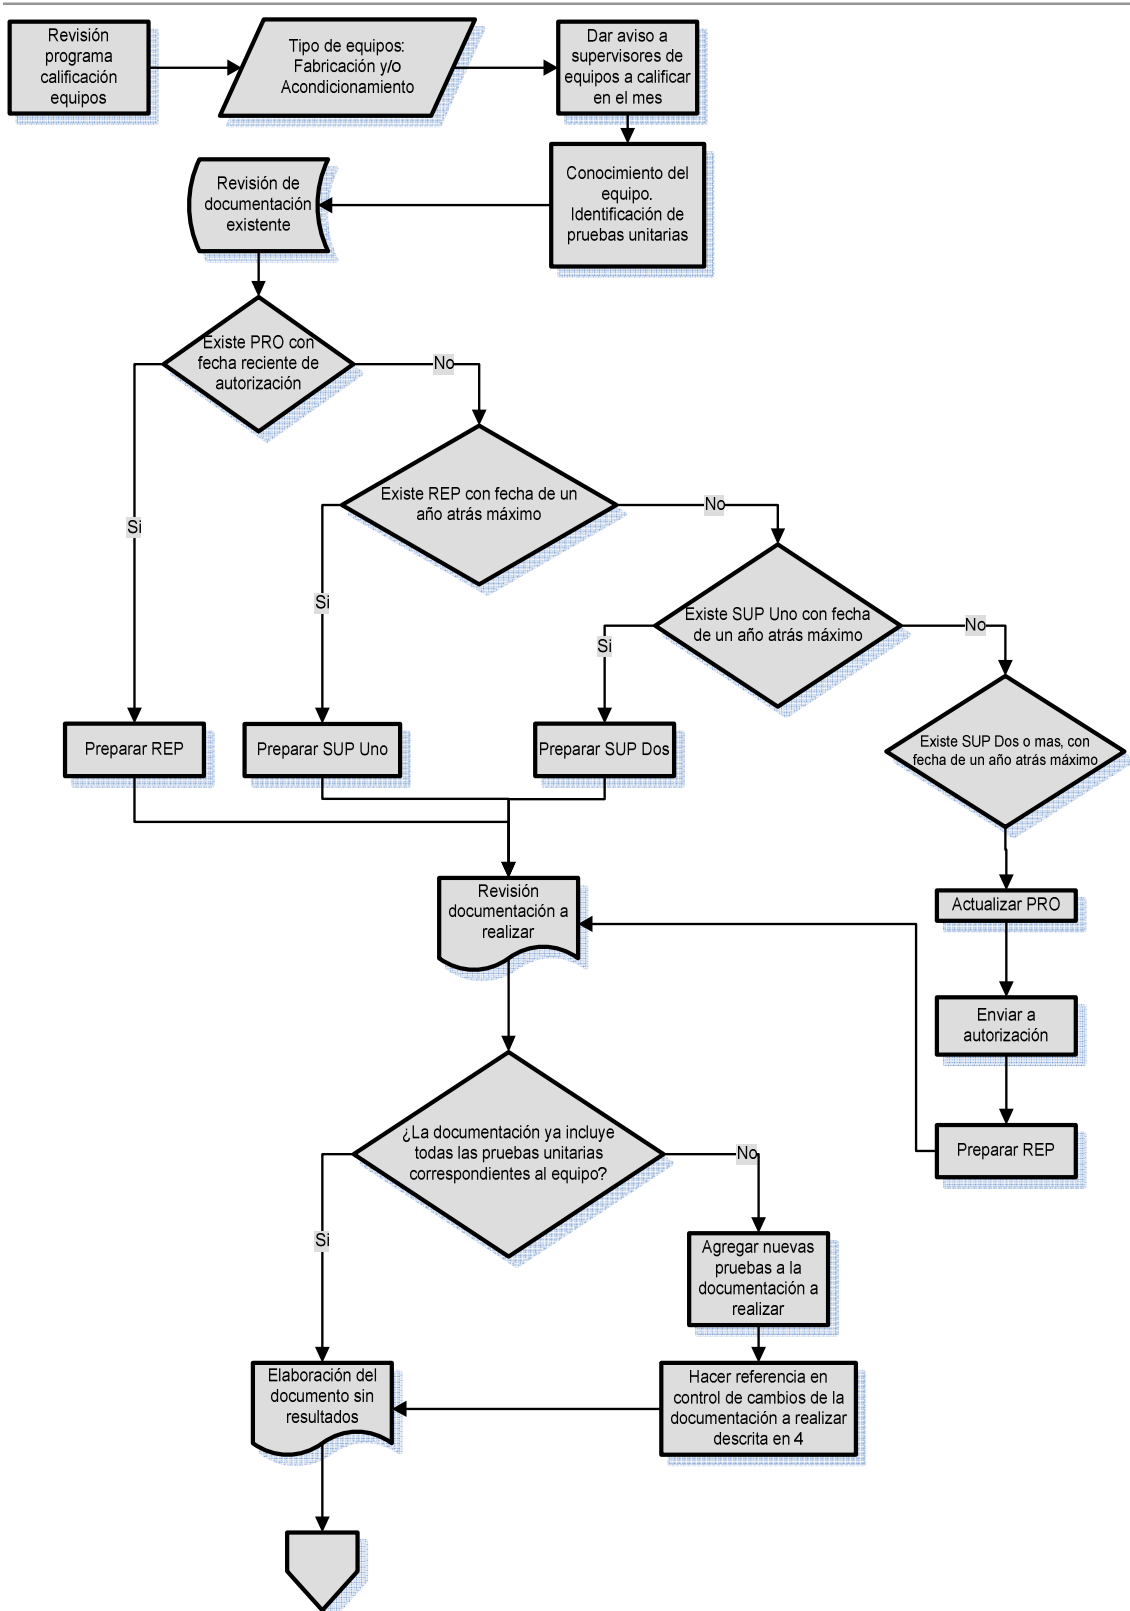 Revisión
programa
calificación
equipos
Tipo de equipos:
Fabricación y/o
Acondicionamiento
Dar aviso a
supervisores de
equipos a calificar
en el mes
Conocimiento del
equipo.
Identificación de
pruebas unitarias
Revisión de
documentación
existente
Existe PRO con
fecha reciente de
autorización
No
Si
Existe REP con fecha de un
año atrás máximo
No
Si
Existe SUP Uno con fecha
de un año atrás máximo
No
Si
Existe SUP Dos o mas, con
fecha de un año atrás máximo
Preparar REP
Preparar SUP Uno
Preparar SUP Dos
Actualizar PRO
Revisión
documentación a
realizar
Enviar a
autorización
Preparar REP
¿La documentación ya incluye
todas las pruebas unitarias
correspondientes al equipo?
No
Si
Agregar nuevas
pruebas a la
documentación a
realizar
Elaboración del
documento sin
resultados
Hacer referencia en
control de cambios de la
documentación a realizar
descrita en 4